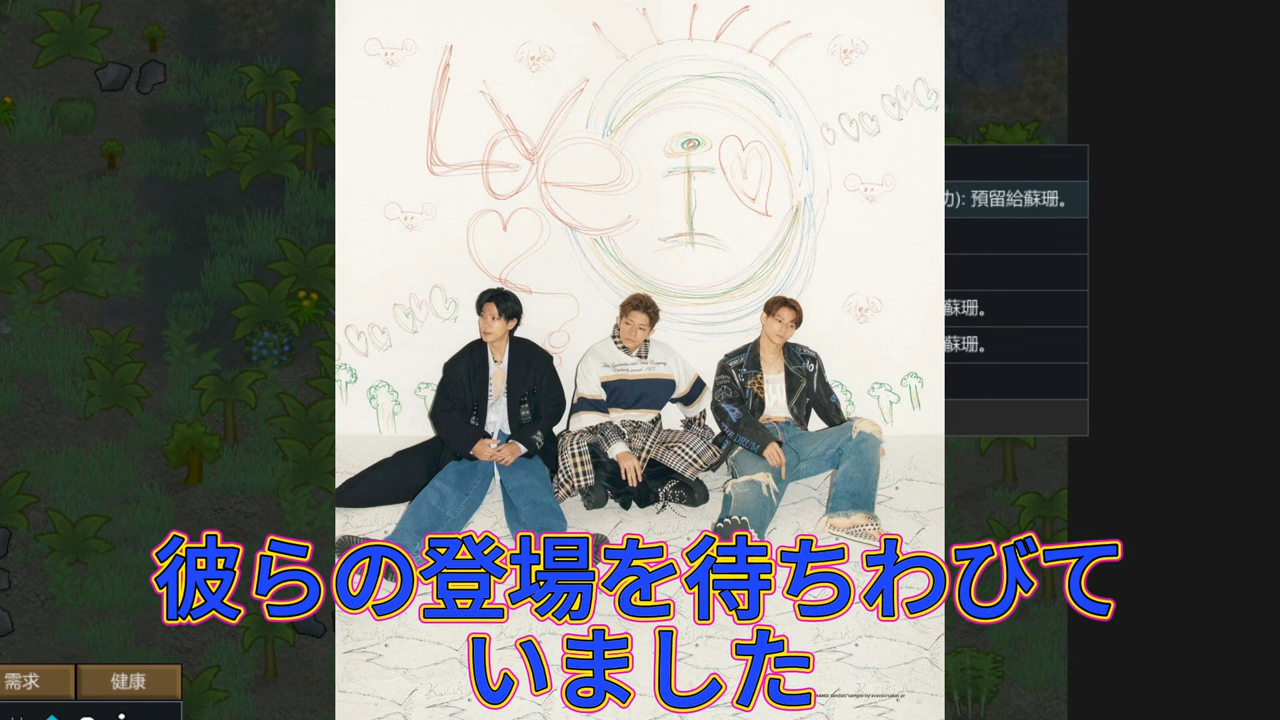 Love
I
力): 預留給蘇珊。
蘇珊。
蘇珊。
彼らの登場を待ちわびて
いました
需求
健康